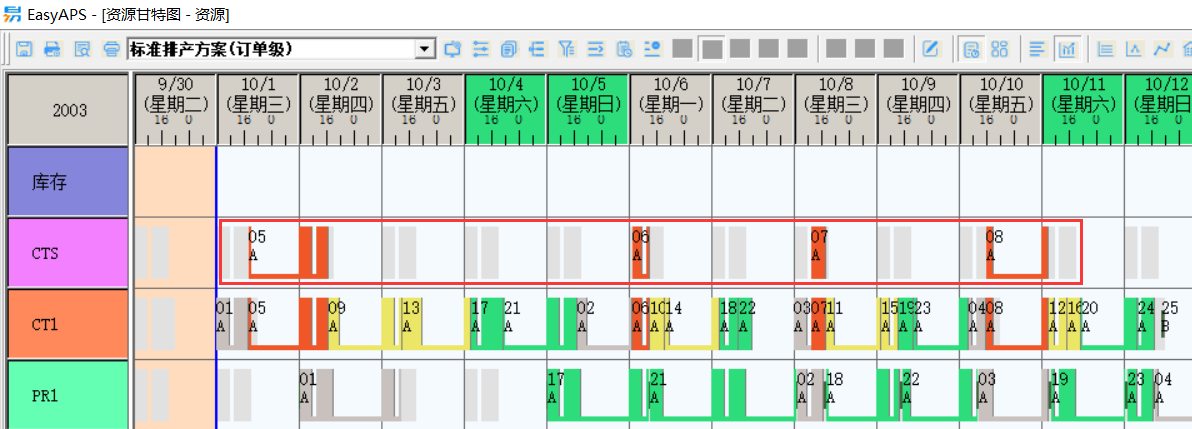 EasyAPS - [资源甘特图 - 资源]
标准排产方案(订单级)
2003
9/30 10/1 10/2 10/3 10/4 10/5 10/6 10/7 10/8 10/9 10/10 10/11 10/12
(星期二) (星期三) (星期四) (星期五) (星期六) (星期日) (星期一) (星期二) (星期三) (星期四) (星期五) (星期六) (星期日
16 0 16 0 16 0 16 0 16 0 16 0 16 0 16 0 16 0 16 0 16 0 16 0 16 0
库存
CTS
05 06 07 08
A A A A
CT1
01 05 09 13 17 21 02 06 10 14 18 22 03 07 11 15 19 23 04 08 12 16 20 24 25
A A A A A A A A A A A A A A A A A A A A A A A A B
PR1
01 17 21 02 18 22 03 19 23 04
A A A A A A A A A A